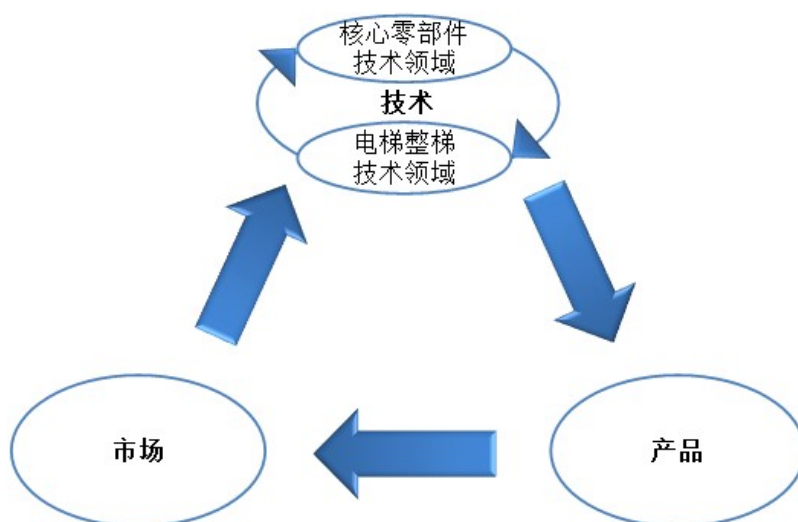 核心零部件
技术领域
技术
电梯整梯
技术领域
市场
产品